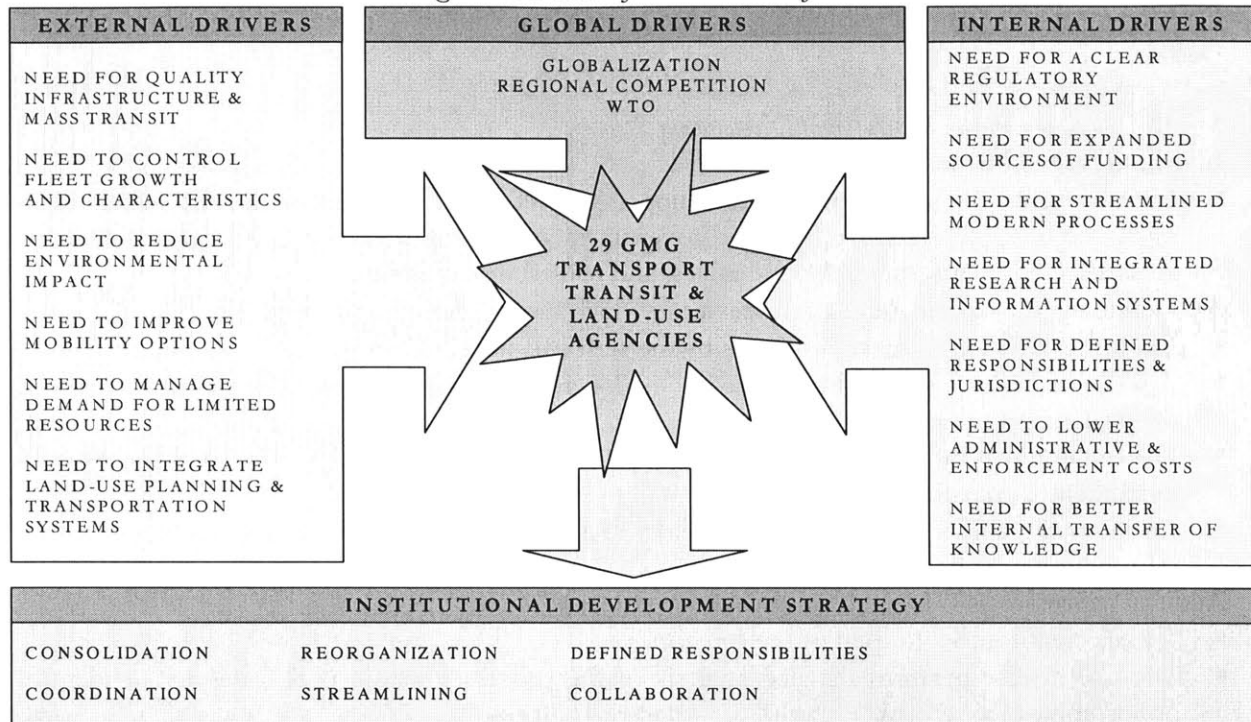 EXTERNAL DRIVERS
NEED FOR QUALITY
INFRASTRUCTURE &
MASS TRANSIT
NEED TO CONTROL
FLEET GROWTH
AND CHARACTERISTICS
NEED TO REDUCE
ENVIRONMENTAL
IMPACT
NEED TO IMPROVE
MOBILITY OPTIONS
NEED TO MANAGE
DEMAND FOR LIMITED
RESOURCES
NEED TO INTEGRATE
LAND-USE PLANNING &
TRANSPORTATION
SYSTEMS
GLOBAL DRIVERS
GLOBALIZATION
REGIONAL COMPETITION
WTO
29 GMG
TRANSPORT
TRANSIT &
LAND-USE
AGENCIES
INTERNAL DRIVERS
NEED FOR A CLEAR
REGULATORY
ENVIRONMENT
NEED FOR EXPANDED
SOURCESOF FUNDING
NEED FOR STREAMLINED
MODERN PROCESSES
NEED FOR INTEGRATED
RESEARCH AND
INFORMATION SYSTEMS
NEED FOR DEFINED
RESPONSIBILITIES &
JURISDICTIONS
NEED TO LOWER
ADMINISTRATIVE &
ENFORCEMENT COSTS
NEED FOR BETTER
INTERNAL TRANSFER OF
KNOWLEDGE
INSTITUTIONAL DEVELOPMENT STRATEGY
CONSOLIDATION REORGANIZATION DEFINED RESPONSIBILITIES
COORDINATION STREAMLINING COLLABORATION